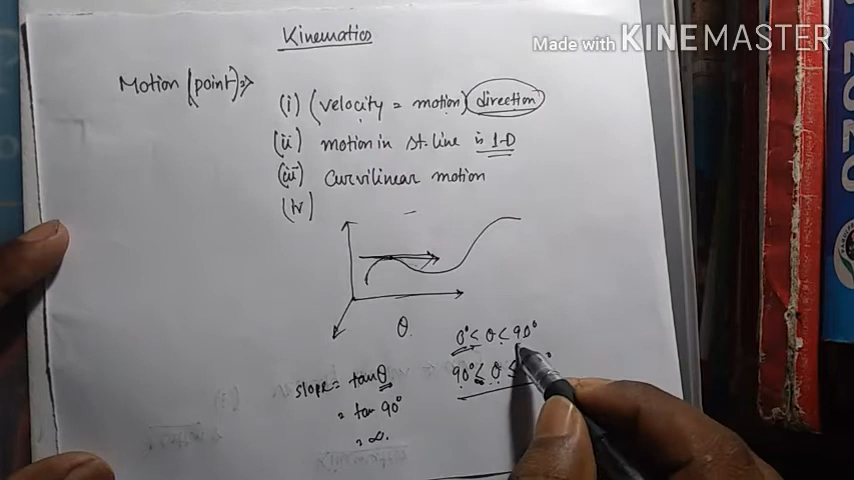 Kinematics
Made with KINEMASTER
Motion (point) ⇒
(i) (velocity = motion) direction
(ii) motion in st. line is 1-D
(iii) curvilinear motion
(iv)
θ
0° ≤ θ ≤ 90°
slope = tanθ
90° ≤ θ ≤
= tan 90°
= ∞.